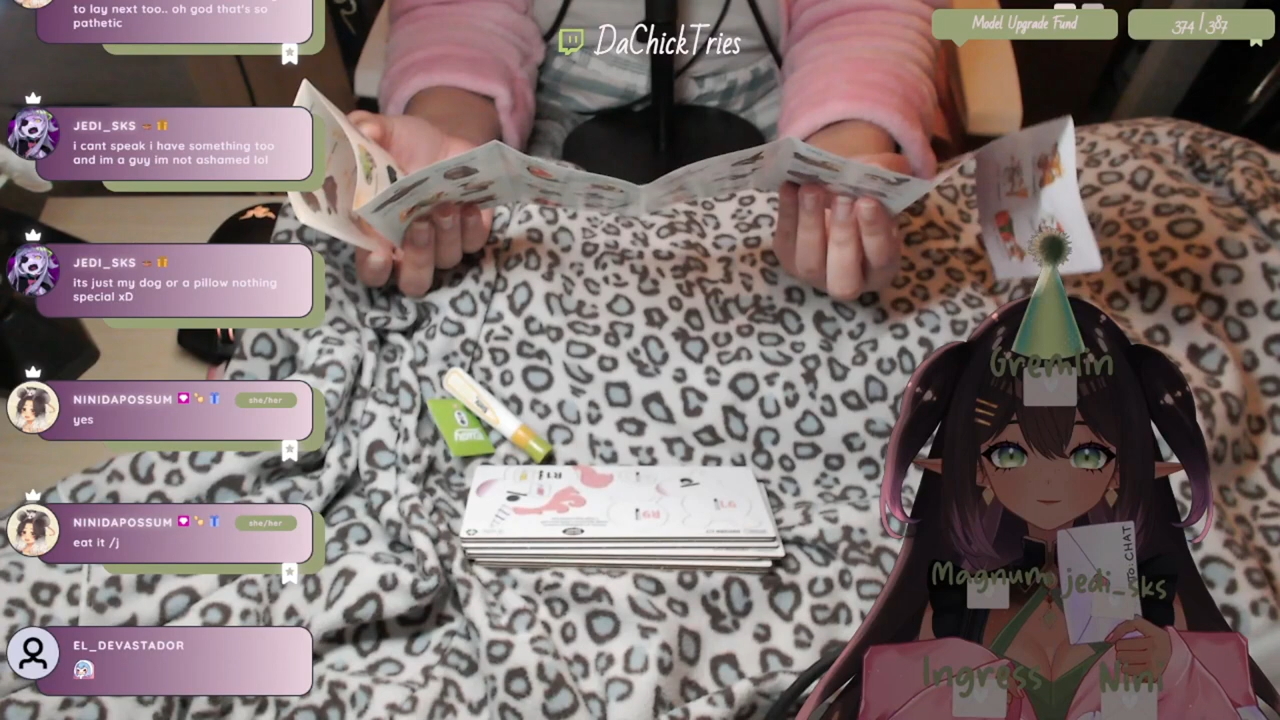 to lay next too.. oh god that's so
pathetic
DaChickTries
Model Upgrade Fund
374 / 387
JEDI_SKS
i cant speak i have something too
and im a guy im not ashamed lol
JEDI_SKS
its just my dog or a pillow nothing
special xD
NINIDAPOSSUM she/her
yes
NINIDAPOSSUM she/her
eat it /j
EL_DEVASTADOR
Gremlin
TO: CHAT
Magnum
jedi_sks
Ingress
Nini